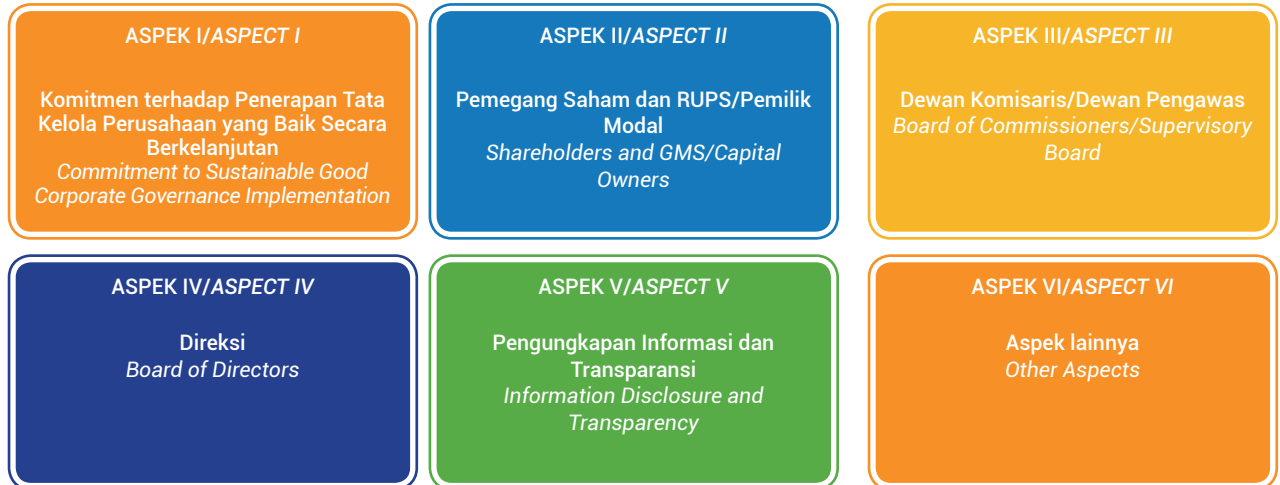 ASPEK I/ASPECT I
Komitmen terhadap Penerapan Tata
Kelola Perusahaan yang Baik Secara
Berkelanjutan
Commitment to Sustainable Good
Corporate Governance Implementation
ASPEK II/ASPECT II
Pemegang Saham dan RUPS/Pemilik
Modal
Shareholders and GMS/Capital
Owners
ASPEK III/ASPECT III
Dewan Komisaris/Dewan Pengawas
Board of Commissioners/Supervisory
Board
ASPEK IV/ASPECT IV
Direksi
Board of Directors
ASPEK V/ASPECT V
Pengungkapan Informasi dan
Transparansi
Information Disclosure and
Transparency
ASPEK VI/ASPECT VI
Aspek lainnya
Other Aspects